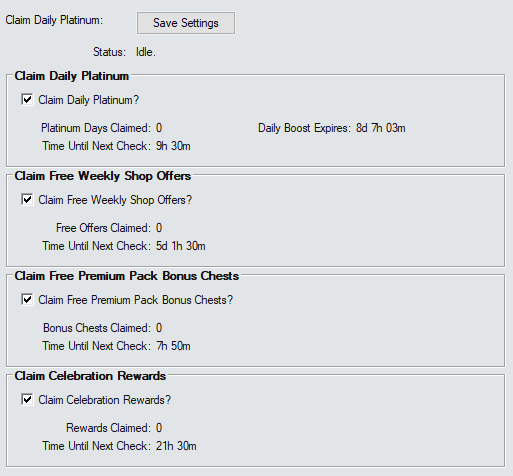 Claim Daily Platinum: Save Settings
Status: Idle.
Claim Daily Platinum
Claim Daily Platinum?
Platinum Days Claimed: 0 Daily Boost Expires: 8d 7h 03m
Time Until Next Check: 9h 30m
Claim Free Weekly Shop Offers
Claim Free Weekly Shop Offers?
Free Offers Claimed: 0
Time Until Next Check: 5d 1h 30m
Claim Free Premium Pack Bonus Chests
Claim Free Premium Pack Bonus Chests?
Bonus Chests Claimed: 0
Time Until Next Check: 7h 50m
Claim Celebration Rewards
Claim Celebration Rewards?
Rewards Claimed: 0
Time Until Next Check: 21h 30m